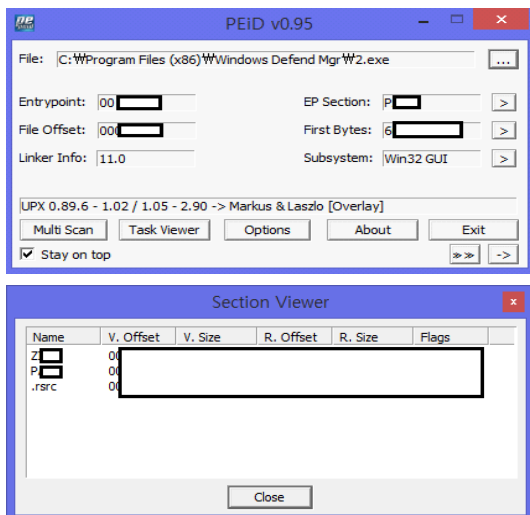 PEiD v0.95
File: C:₩Program Files (x86)₩Windows Defend Mgr₩2.exe ...
Entrypoint: 00 EP Section: P >
File Offset: 000 First Bytes: 6 >
Linker Info: 11.0 Subsystem: Win32 GUI >
UPX 0.89.6 - 1.02 / 1.05 - 2.90 -> Markus & Laszlo [Overlay]
Multi Scan Task Viewer Options About Exit
Stay on top >> ->
Section Viewer
Name V. Offset V. Size R. Offset R. Size Flags
Z 00
P. 00
.rsrc 00
Close